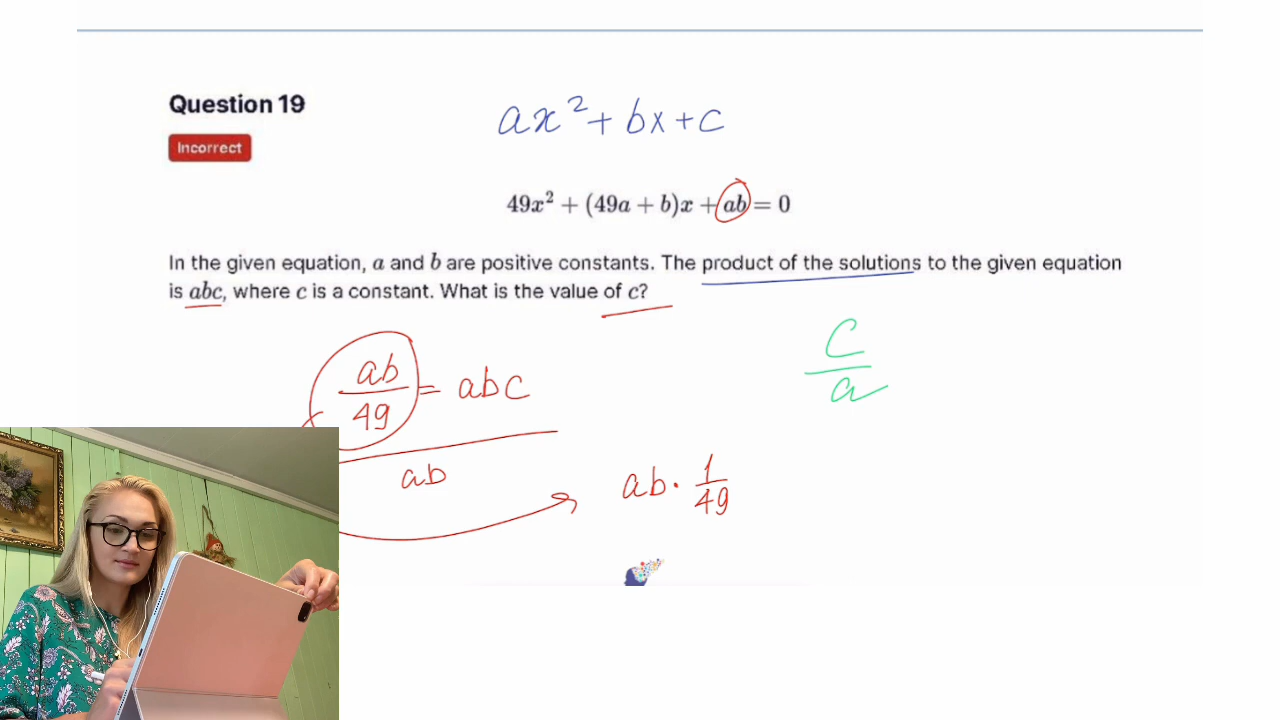 Question 19
Incorrect
ax² + bx + c
49x² + (49a + b)x + ab = 0
In the given equation, a and b are positive constants. The product of the solutions to the given equation
is abc, where c is a constant. What is the value of c?
ab/49 = abc
ab
ab · 1/49
c/a